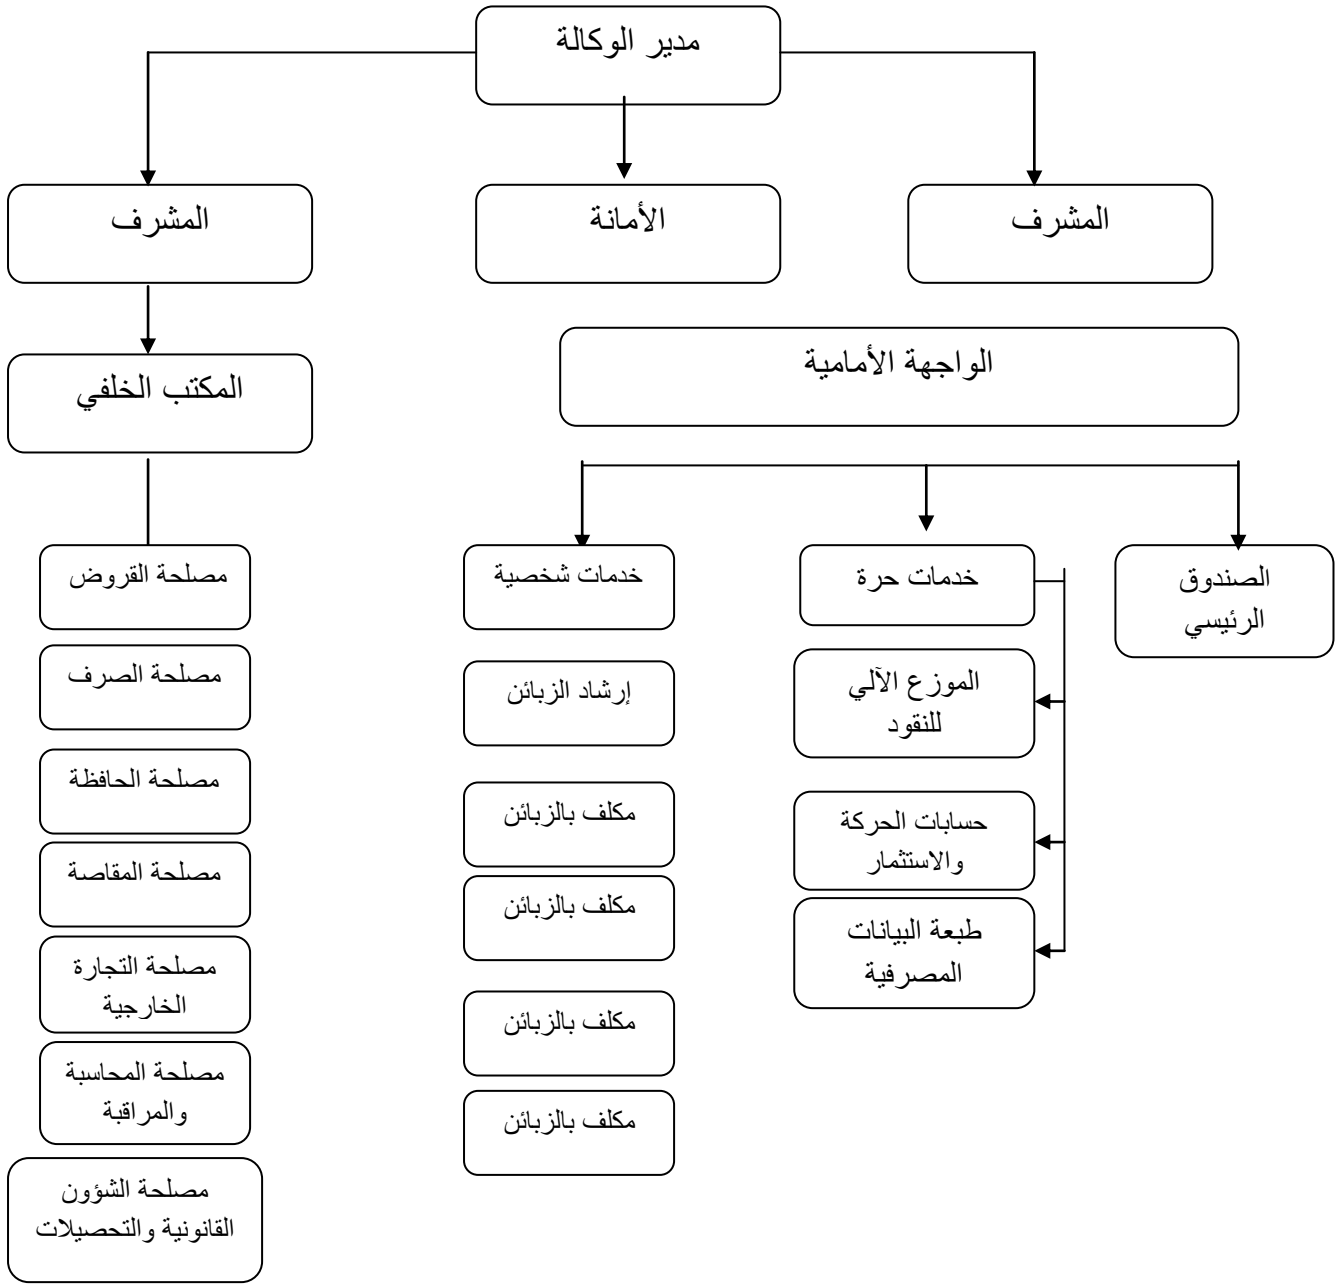 مدير الوكالة
المشرف
الأمانة
المشرف
الواجهة الأمامية
المكتب الخلفي
الصندوق
الرئيسي
خدمات حرة
الموزع الآلي
للنقود
حسابات الحركة
والاستثمار
طبعة البيانات
المصرفية
خدمات شخصية
إرشاد الزبائن
مكلف بالزبائن
مكلف بالزبائن
مكلف بالزبائن
مكلف بالزبائن
مصلحة القروض
مصلحة الصرف
مصلحة الحافظة
مصلحة المقاصة
مصلحة التجارة
الخارجية
مصلحة المحاسبة
والمراقبة
مصلحة الشؤون
القانونية والتحصيلات